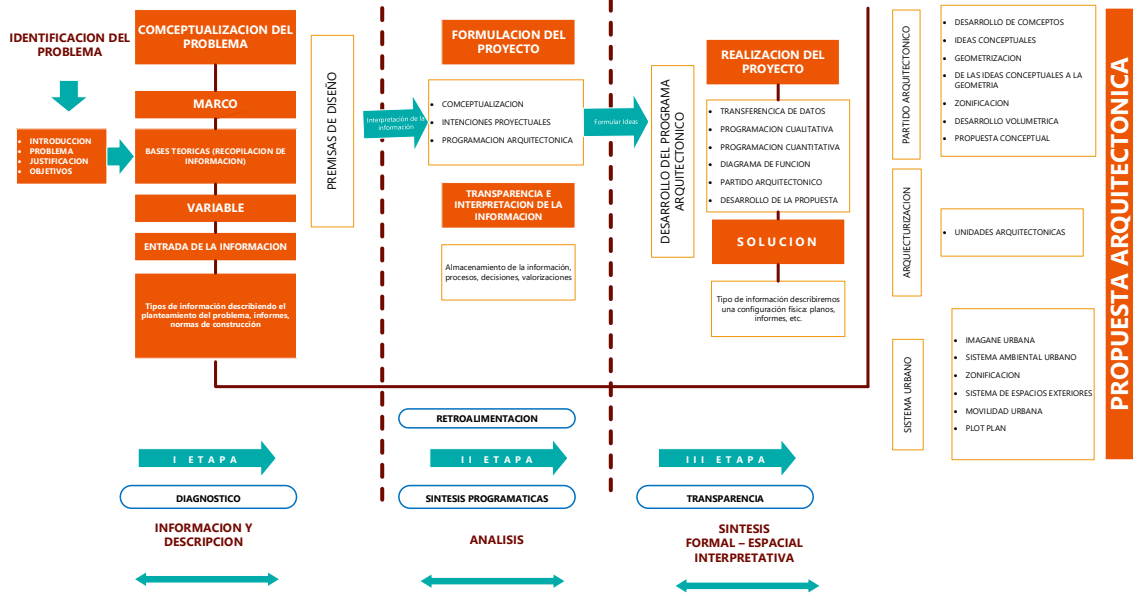 IDENTIFICACION DEL
PROBLEMA
INTRODUCCION
PROBLEMA
JUSTIFICACION
OBJETIVOS
COMCEPTUALIZACION DEL
PROBLEMA
MARCO
BASES TEORICAS (RECOPILACION DE
INFORMACION)
VARIABLE
ENTRADA DE LA INFORMACION
Tipos de información describiendo el
planteamiento del problema, informes,
normas de construcción
PREMISAS DE DISEÑO
Interpretación de la
información
FORMULACION DEL
PROYECTO
COMCEPTUALIZACION
INTENCIONES PROYECTUALES
PROGRAMACION ARQUITECTONICA
TRANSPARENCIA E
INTERPRETACION DE LA
INFORMACION
Almacenamiento de la información,
procesos, decisiones, valorizaciones
Formular Ideas
DESARROLLO DEL PROGRAMA
ARQUITECTONICO
REALIZACION DEL
PROYECTO
TRANSFERENCICA DE DATOS
PROGRAMACION CUALITATIVA
PROGRAMACION CUANTITATIVA
DIAGRAMA DE FUNCION
PARTIDO ARQUITECTONICO
DESARROLLO DE LA PROPUESTA
SOLUCION
Tipo de información describiremos
una configuración física: planos,
informes, etc.
PARTIDO ARQUITECTONICO
DESARROLLO DE COMCEPTOS
IDEAS CONCEPTUALES
GEOMETRIZACION
DE LAS IDEAS CONCEPTUALES A LA
GEOMETRIA
ZONIFICACION
DESARROLLO VOLUMETRICA
PROPUESTA CONCEPTUAL
ARQUIECTURIZACION
UNIDADES ARQUITECTONICAS
SISTEMA URBANO
IMAGANE URBANA
SISTEMA AMBIENTAL URBANO
ZONIFICACION
SISTEMA DE ESPACIOS EXTERIORES
MOVILIDAD URBANA
PLOT PLAN
PROPUESTA ARQUITECTONICA
RETROALIMENTACION
I ETAPA
II ETAPA
III ETAPA
DIAGNOSTICO
SINTESIS PROGRAMATICAS
TRANSPARENCIA
INFORMACION Y
DESCRIPCION
ANALISIS
SINTESIS
FORMAL – ESPACIAL
INTERPRETATIVA